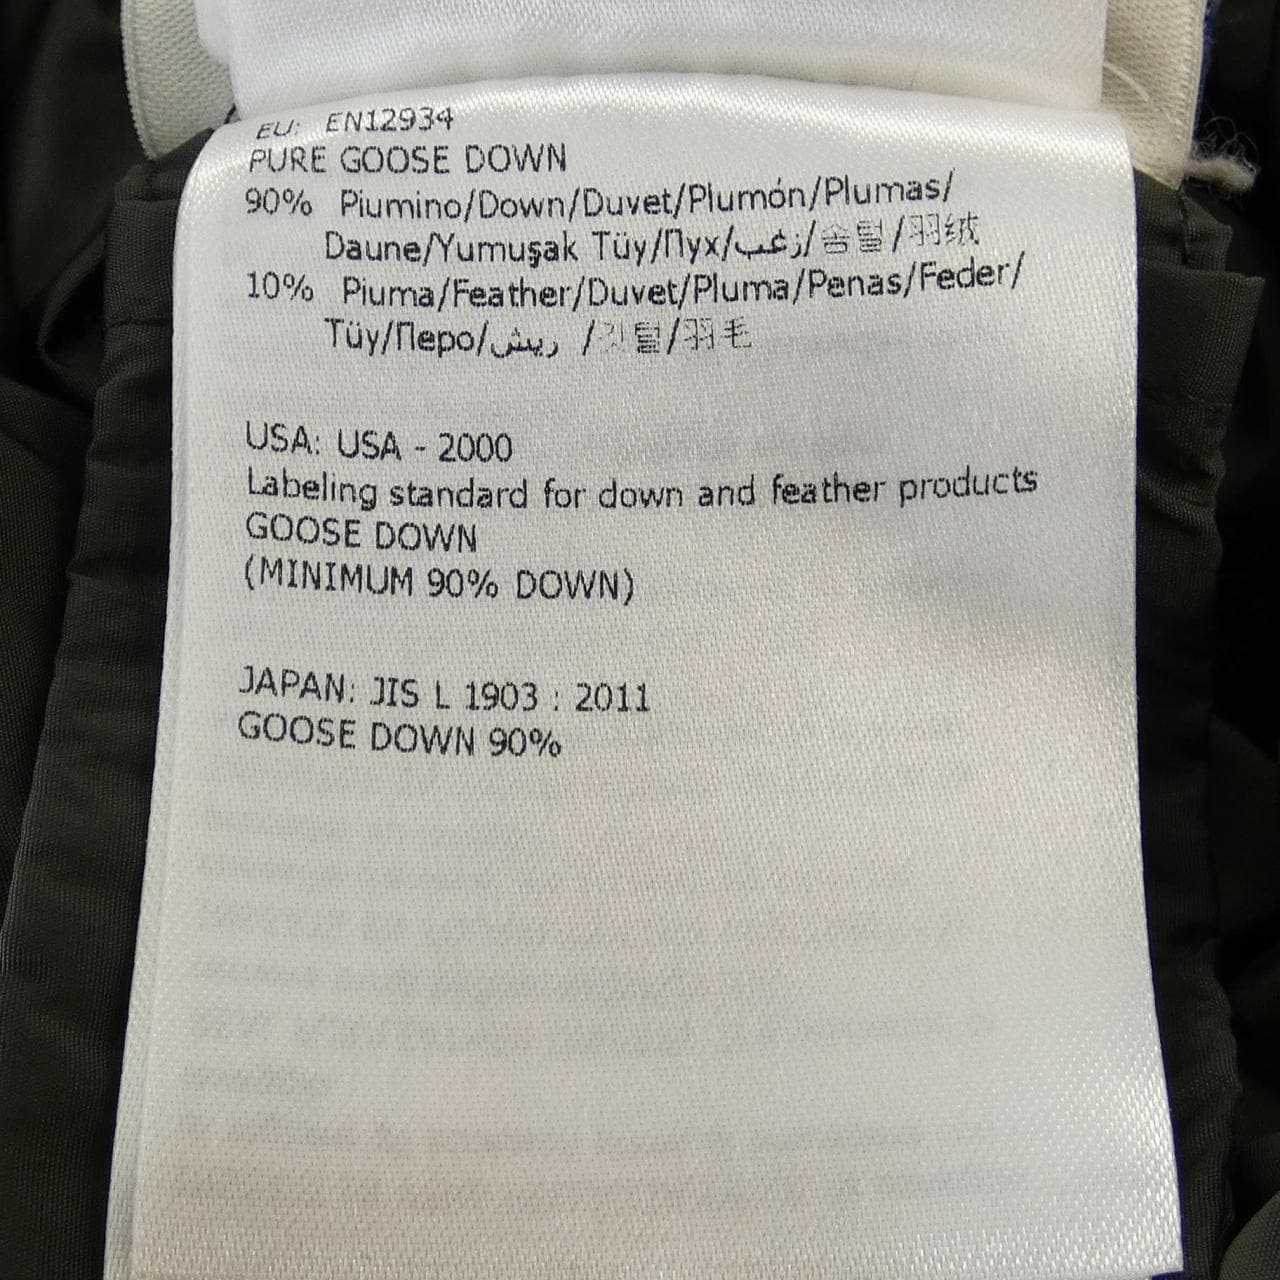 EU: EN12934
PURE GOOSE DOWN
90% Piumino/Down/Duvet/Plumón/Plumas/
Daune/Yumuşak Tüy/Пух/زغب/솜털/羽绒
10% Piuma/Feather/Duvet/Pluma/Penas/Feder/
Tüy/Перо/ريش /깃털/羽毛
USA: USA - 2000
Labeling standard for down and feather products
GOOSE DOWN
(MINIMUM 90% DOWN)
JAPAN: JIS L 1903 : 2011
GOOSE DOWN 90%